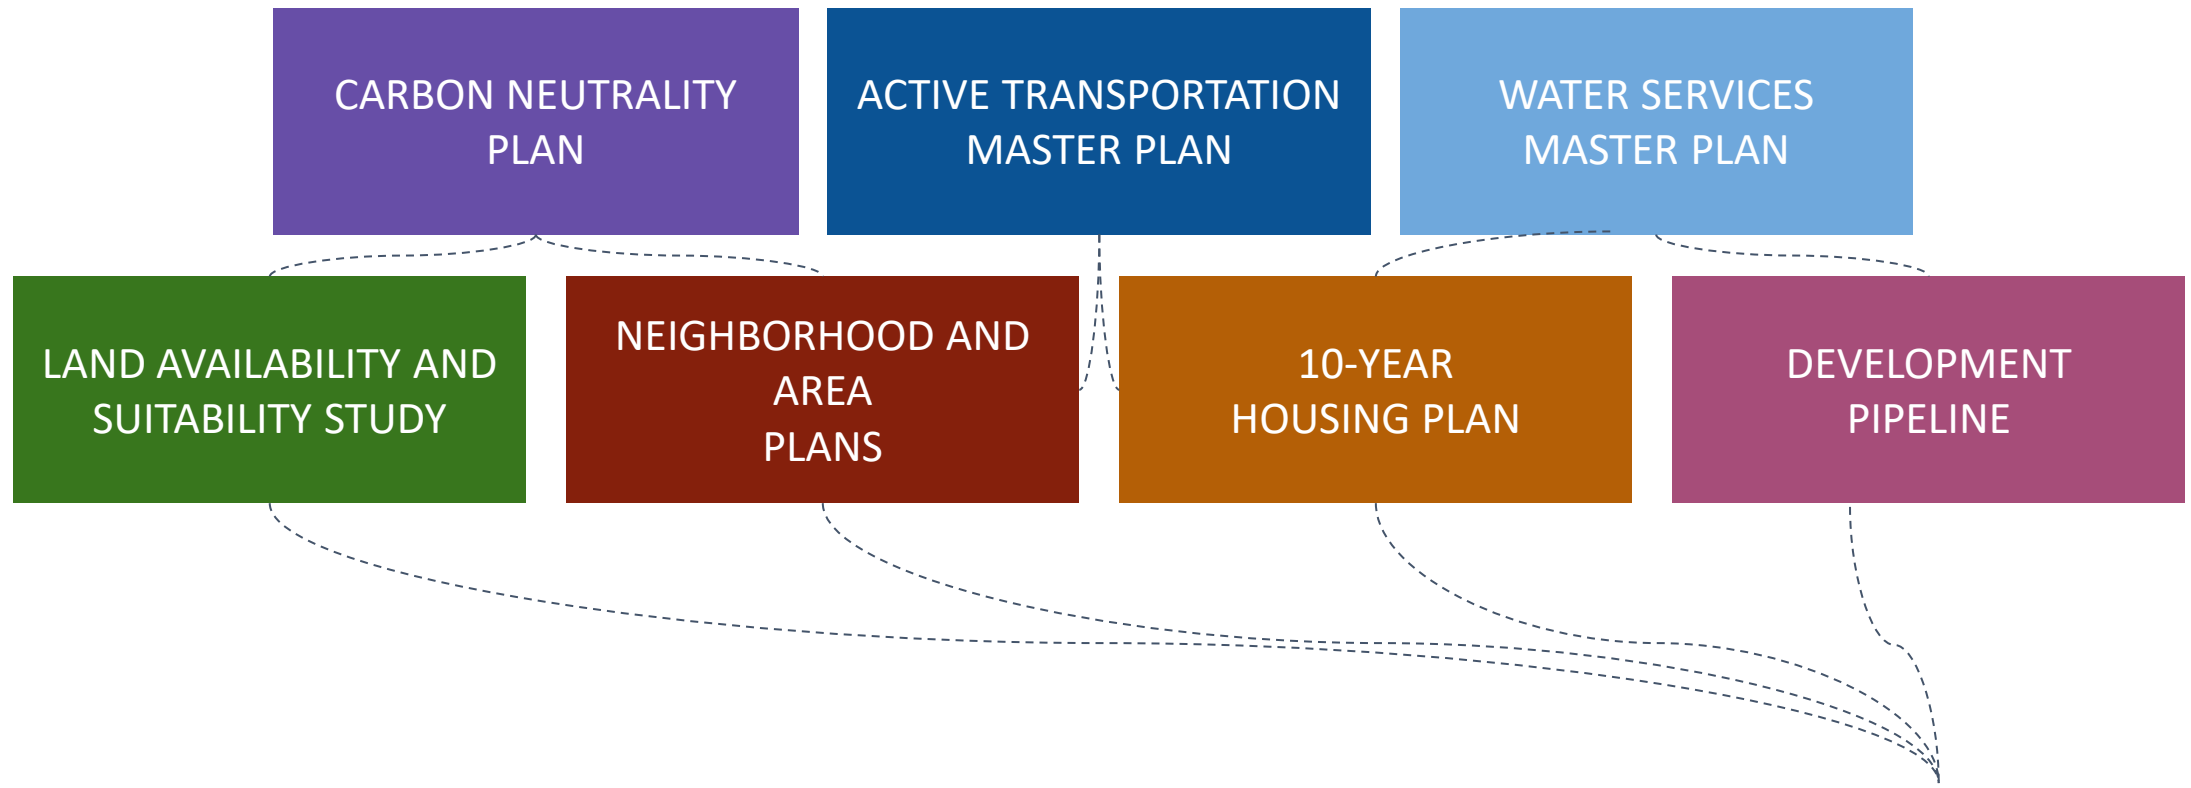 CARBON NEUTRALITY
PLAN
ACTIVE TRANSPORTATION
MASTER PLAN
WATER SERVICES
MASTER PLAN
LAND AVAILABILITY AND
SUITABILITY STUDY
NEIGHBORHOOD AND
AREA
PLANS
10-YEAR
HOUSING PLAN
DEVELOPMENT
PIPELINE